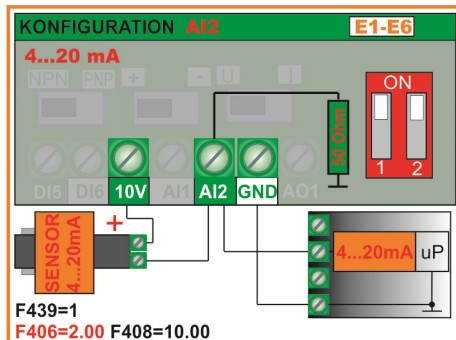 KONFIGURATION AI2 E1-E6
4...20 mA
NPN PNP + - U I
ON
50 Ohm
1 2
DI5 DI6 10V AI1 AI2 GND AO1
+
SENSOR
4...20mA
4...20mA uP
F439=1
F406=2.00 F408=10.00